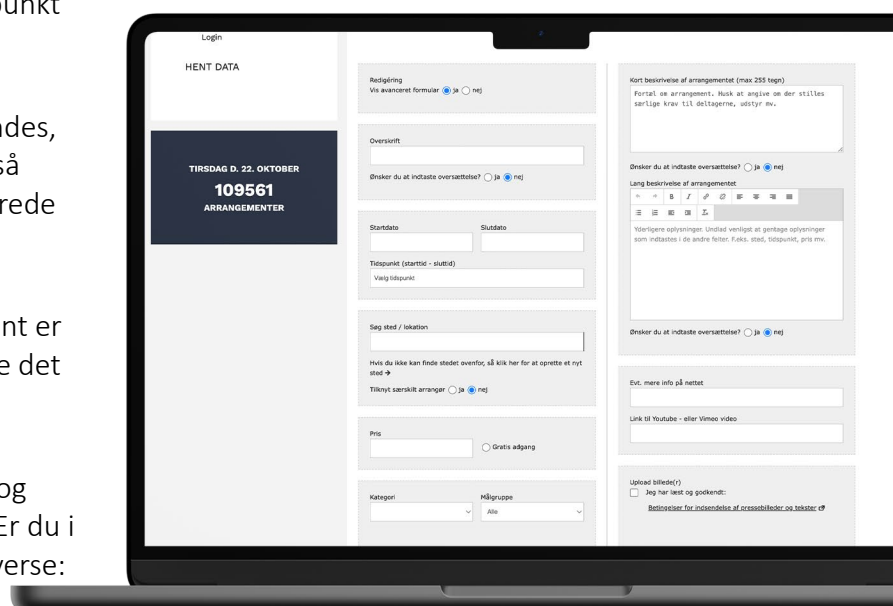 punkt
des,
så
rede
nt er
e det
og
Er du i
verse:
Login
HENT DATA
TIRSDAG D. 22. OKTOBER
109561
ARRANGEMENTER
Redigéring
Vis avanceret formular ja nej
Overskrift
Ønsker du at indtaste oversættelse? ja nej
Startdato Slutdato
Tidspunkt (starttid - sluttid)
Vælg tidspunkt
Søg sted / lokation
Hvis du ikke kan finde stedet ovenfor, så klik her for at oprette et nyt
sted →
Tilknyt særskilt arrangør ja nej
Pris
Gratis adgang
Kategori Målgruppe
Alle
Kort beskrivelse af arrangementet (max 255 tegn)
Fortæl om arrangement. Husk at angive om der stilles
særlige krav til deltagerne, udstyr mv.
Ønsker du at indtaste oversættelse? ja nej
Lang beskrivelse af arrangementet
B I
Yderligere oplysninger. Undlad venligst at gentage oplysninger
som indtastes i de andre felter. F.eks. sted, tidspunkt, pris mv.
Ønsker du at indtaste oversættelse? ja nej
Evt. mere info på nettet
Link til Youtube - eller Vimeo video
Upload billede(r)
Jeg har læst og godkendt:
Betingelser for indsendelse af pressebilleder og tekster